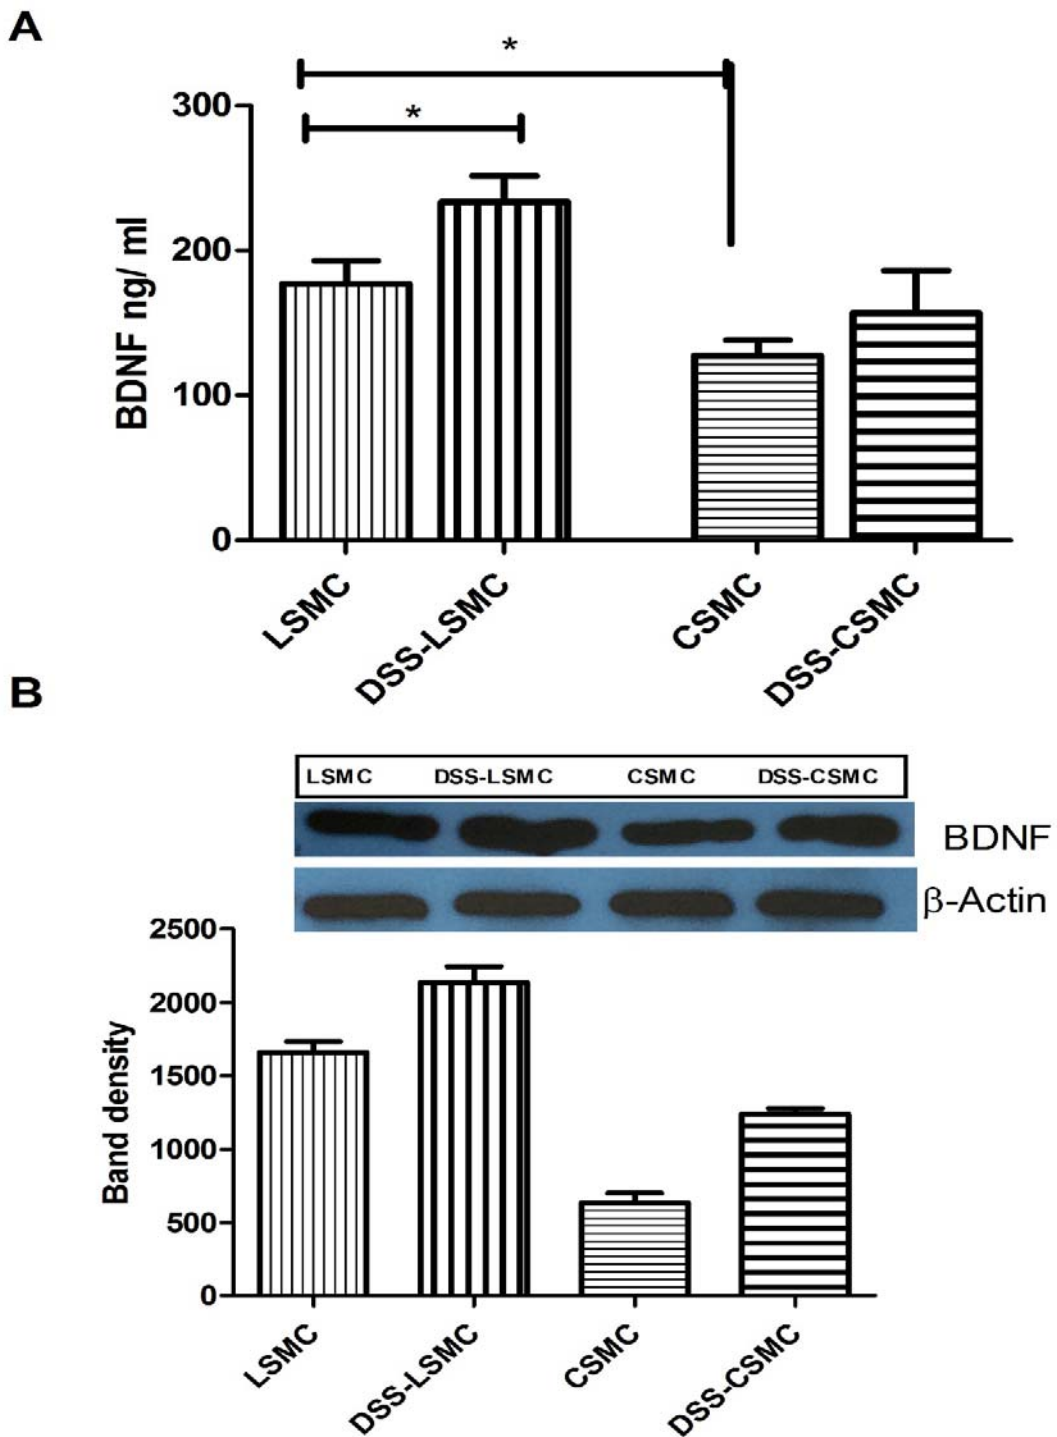 A
*
*
300
200
100
0
BDNF ng/ ml
LSMC
DSS-LSMC
CSMC
DSS-CSMC
B
LSMC DSS-LSMC CSMC DSS-CSMC
BDNF
β-Actin
2500
2000
1500
1000
500
0
Band density
LSMC
DSS-LSMC
CSMC
DSS-CSMC